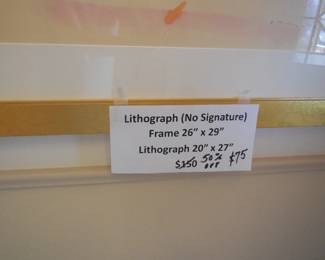 Lithograph (No Signature)
Frame 26” x 29”
Lithograph 20” x 27”
$150 50% off $75